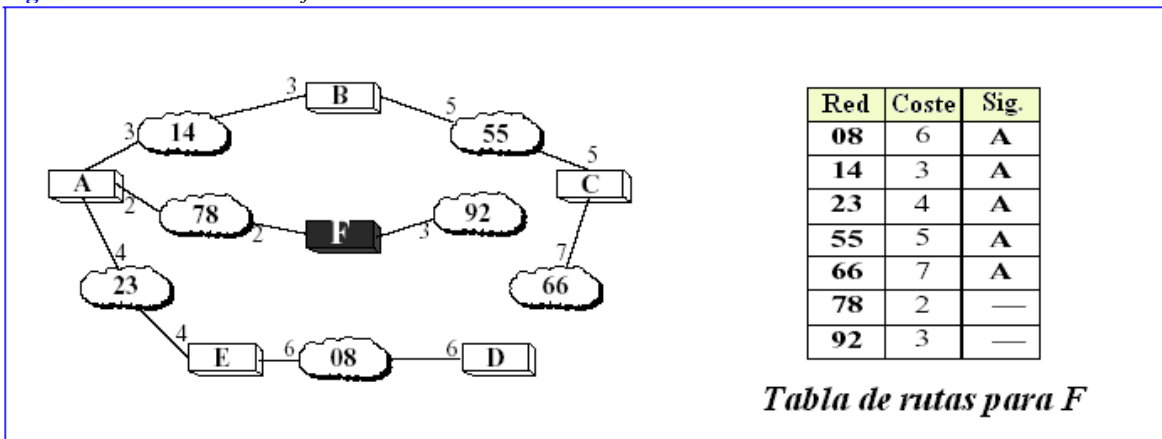 3 B 5
3 14 55 5
A C
2 78 2 F 3 92
4 7
23 66
4 E 6 08 6 D
Red Coste Sig.
08 6 A
14 3 A
23 4 A
55 5 A
66 7 A
78 2 —
92 3 —
Tabla de rutas para F